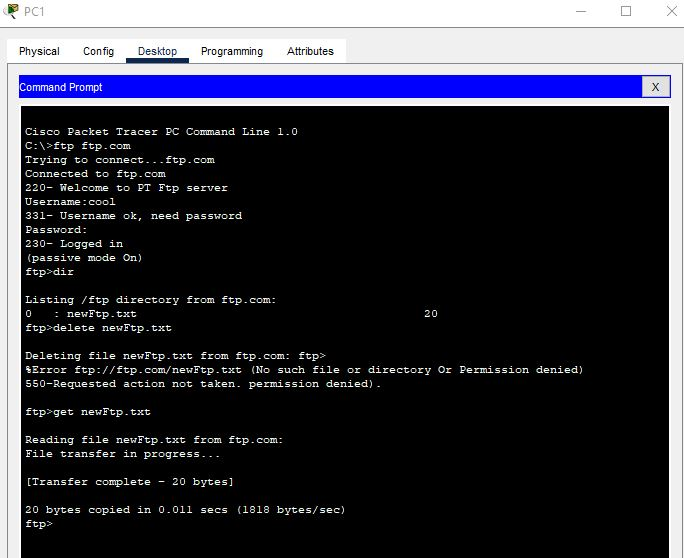 PC1
Physical Config Desktop Programming Attributes
Command Prompt
X
Cisco Packet Tracer PC Command Line 1.0
C:\>ftp ftp.com
Trying to connect...ftp.com
Connected to ftp.com
220- Welcome to PT Ftp server
Username:cool
331- Username ok, need password
Password:
230- Logged in
(passive mode On)
ftp>dir
Listing /ftp directory from ftp.com:
0 : newFtp.txt 20
ftp>delete newFtp.txt
Deleting file newFtp.txt from ftp.com: ftp>
%Error ftp://ftp.com/newFtp.txt (No such file or directory Or Permission denied)
550-Requested action not taken. permission denied).
ftp>get newFtp.txt
Reading file newFtp.txt from ftp.com:
File transfer in progress...
[Transfer complete - 20 bytes]
20 bytes copied in 0.011 secs (1818 bytes/sec)
ftp>